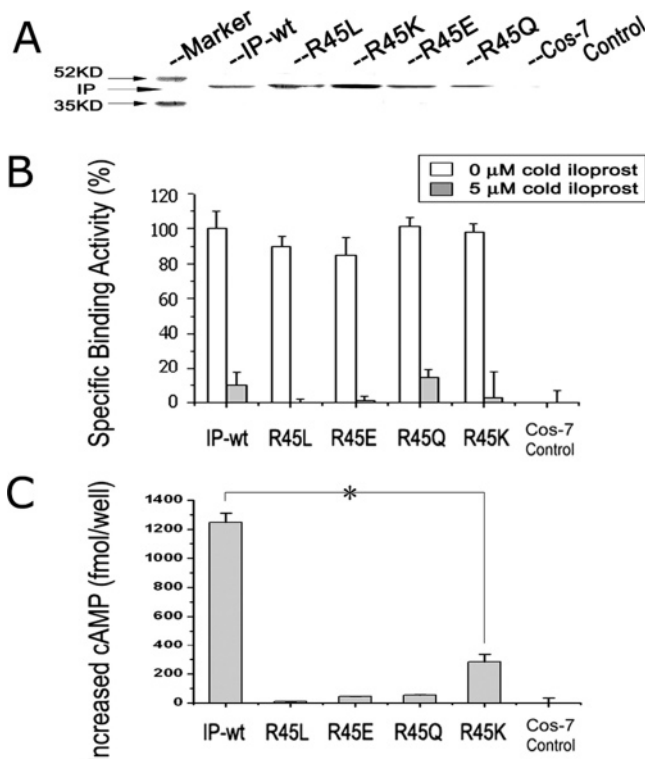 A
--Marker
--IP-wt
--R45L
--R45K
--R45E
--R45Q
--Cos-7
Control
52KD
IP
35KD
B
0 µM cold iloprost
5 µM cold iloprost
Specific Binding Activity (%)
120
100
80
60
40
20
0
IP-wt R45L R45E R45Q R45K Cos-7
Control
C
*
ncreased cAMP (fmol/well)
1400
1200
1000
800
600
400
200
0
IP-wt R45L R45E R45Q R45K Cos-7
Control